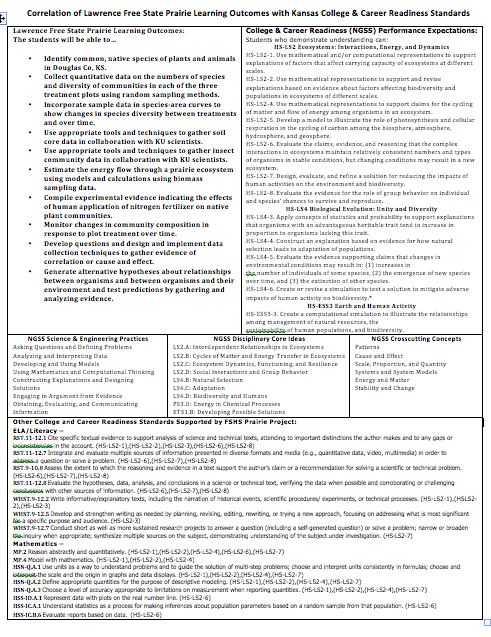 Correlation of Lawrence Free State Prairie Learning Outcomes with Kansas College & Career Readiness Standards
Lawrence Free State Prairie Learning Outcomes:
The students will be able to…
• Identify common, native species of plants and animals
in Douglas Co, KS.
• Collect quantitative data on the numbers of species
and diversity of communities in each of the three
treatment plots using random sampling methods.
• Incorporate sample data in species-area curves to
show changes in species diversity between treatments
and over time.
• Use appropriate tools and techniques to gather soil
core data in collaboration with KU scientists.
• Use appropriate tools and techniques to gather insect
community data in collaboration with KU scientists.
• Estimate the energy flow through a prairie ecosystem
using models and calculations using biomass
sampling data.
• Compile experimental evidence indicating the effects
of human application of nitrogen fertilizer on native
plant communities.
• Monitor changes in community composition in
response to plot treatment over time.
• Develop questions and design and implement data
collection techniques to gather evidence of
correlation or cause and effect.
• Generate alternative hypotheses about relationships
between organisms and between organisms and their
environment and test predictions by gathering and
analyzing evidence.
College & Career Readiness (NGSS) Performance Expectations:
Students who demonstrate understanding can:
HS-LS2 Ecosystems: Interactions, Energy, and Dynamics
HS-LS2-1. Use mathematical and/or computational representations to support
explanations of factors that affect carrying capacity of ecosystems at different
scales.
HS-LS2-2. Use mathematical representations to support and revise
explanations based on evidence about factors affecting biodiversity and
populations in ecosystems of different scales.
HS-LS2-4. Use mathematical representations to support claims for the cycling
of matter and flow of energy among organisms in an ecosystem.
HS-LS2-5. Develop a model to illustrate the role of photosynthesis and cellular
respiration in the cycling of carbon among the biosphere, atmosphere,
hydrosphere, and geosphere.
HS-LS2-6. Evaluate the claims, evidence, and reasoning that the complex
interactions in ecosystems maintain relatively consistent numbers and types
of organisms in stable conditions, but changing conditions may result in a new
ecosystem.
HS-LS2-7. Design, evaluate, and refine a solution for reducing the impacts of
human activities on the environment and biodiversity.
HS-LS2-8. Evaluate the evidence for the role of group behavior on individual
and species' chances to survive and reproduce.
HS-LS4 Biological Evolution: Unity and Diversity
HS-LS4-3. Apply concepts of statistics and probability to support explanations
that organisms with an advantageous heritable trait tend to increase in
proportion to organisms lacking this trait.
HS-LS4-4. Construct an explanation based on evidence for how natural
selection leads to adaptation of populations.
HS-LS4-5. Evaluate the evidence supporting claims that changes in
environmental conditions may result in: (1) increases in
the number of individuals of some species, (2) the emergence of new species
over time, and (3) the extinction of other species.
HS-LS4-6. Create or revise a simulation to test a solution to mitigate adverse
impacts of human activity on biodiversity.*
HS-ESS3 Earth and Human Activity
HS-ESS3-3. Create a computational simulation to illustrate the relationships
among management of natural resources, the
sustainability of human populations, and biodiversity.
NGSS Science & Engineering Practices
Asking Questions and Defining Problems
Analyzing and Interpreting Data
Developing and Using Models
Using Mathematics and Computational Thinking
Constructing Explanations and Designing
Solutions
Engaging in Argument from Evidence
Obtaining, Evaluating, and Communicating
Information
NGSS Disciplinary Core Ideas
LS2.A: Interdependent Relationships in Ecosystems
LS2.B: Cycles of Matter and Energy Transfer in Ecosystems
LS2.C: Ecosystem Dynamics, Functioning, and Resilience
LS2.D: Social Interactions and Group Behavior
LS4.B: Natural Selection
LS4.C: Adaptation
LS4.D: Biodiversity and Humans
PS3.D: Energy in Chemical Processes
ETS1.B: Developing Possible Solutions
NGSS Crosscutting Concepts
Patterns
Cause and Effect
Scale, Proportion, and Quantity
Systems and System Models
Energy and Matter
Stability and Change
Other College and Career Readiness Standards Supported by FSHS Prairie Project:
ELA/Literacy –
RST.11-12.1 Cite specific textual evidence to support analysis of science and technical texts, attending to important distinctions the author makes and to any gaps or
inconsistencies in the account. (HS-LS2-1),(HS-LS2-2),(HS-LS2-3),(HS-LS2-6),(HS-LS2-8)
RST.11-12.7 Integrate and evaluate multiple sources of information presented in diverse formats and media (e.g., quantitative data, video, multimedia) in order to
address a question or solve a problem. (HS-LS2-6),(HS-LS2-7),(HS-LS2-8)
RST.9-10.8 Assess the extent to which the reasoning and evidence in a text support the author's claim or a recommendation for solving a scientific or technical problem.
(HS-LS2-6),(HS-LS2-7),(HS-LS2-8)
RST.11-12.8 Evaluate the hypotheses, data, analysis, and conclusions in a science or technical text, verifying the data when possible and corroborating or challenging
conclusions with other sources of information. (HS-LS2-6),(HS-LS2-7),(HS-LS2-8)
WHST.9-12.2 Write informative/explanatory texts, including the narration of historical events, scientific procedures/ experiments, or technical processes. (HS-LS2-1),(HS-LS2-
2),(HS-LS2-3)
WHST.9-12.5 Develop and strengthen writing as needed by planning, revising, editing, rewriting, or trying a new approach, focusing on addressing what is most significant
for a specific purpose and audience. (HS-LS2-3)
WHST.9-12.7 Conduct short as well as more sustained research projects to answer a question (including a self-generated question) or solve a problem; narrow or broaden
the inquiry when appropriate; synthesize multiple sources on the subject, demonstrating understanding of the subject under investigation. (HS-LS2-7)
Mathematics –
MP.2 Reason abstractly and quantitatively. (HS-LS2-1),(HS-LS2-2),(HS-LS2-4),(HS-LS2-6),(HS-LS2-7)
MP.4 Model with mathematics. (HS-LS2-1),(HS-LS2-2),(HS-LS2-4)
HSN-Q.A.1 Use units as a way to understand problems and to guide the solution of multi-step problems; choose and interpret units consistently in formulas; choose and
interpret the scale and the origin in graphs and data displays. (HS-LS2-1),(HS-LS2-2),(HS-LS2-4),(HS-LS2-7)
HSN-Q.A.2 Define appropriate quantities for the purpose of descriptive modeling. (HS-LS2-1),(HS-LS2-2),(HS-LS2-4),(HS-LS2-7)
HSN-Q.A.3 Choose a level of accuracy appropriate to limitations on measurement when reporting quantities. (HS-LS2-1),(HS-LS2-2),(HS-LS2-4),(HS-LS2-7)
HSS-ID.A.1 Represent data with plots on the real number line. (HS-LS2-6)
HSS-IC.A.1 Understand statistics as a process for making inferences about population parameters based on a random sample from that population. (HS-LS2-6)
HSS-IC.B.6 Evaluate reports based on data. (HS-LS2-6)